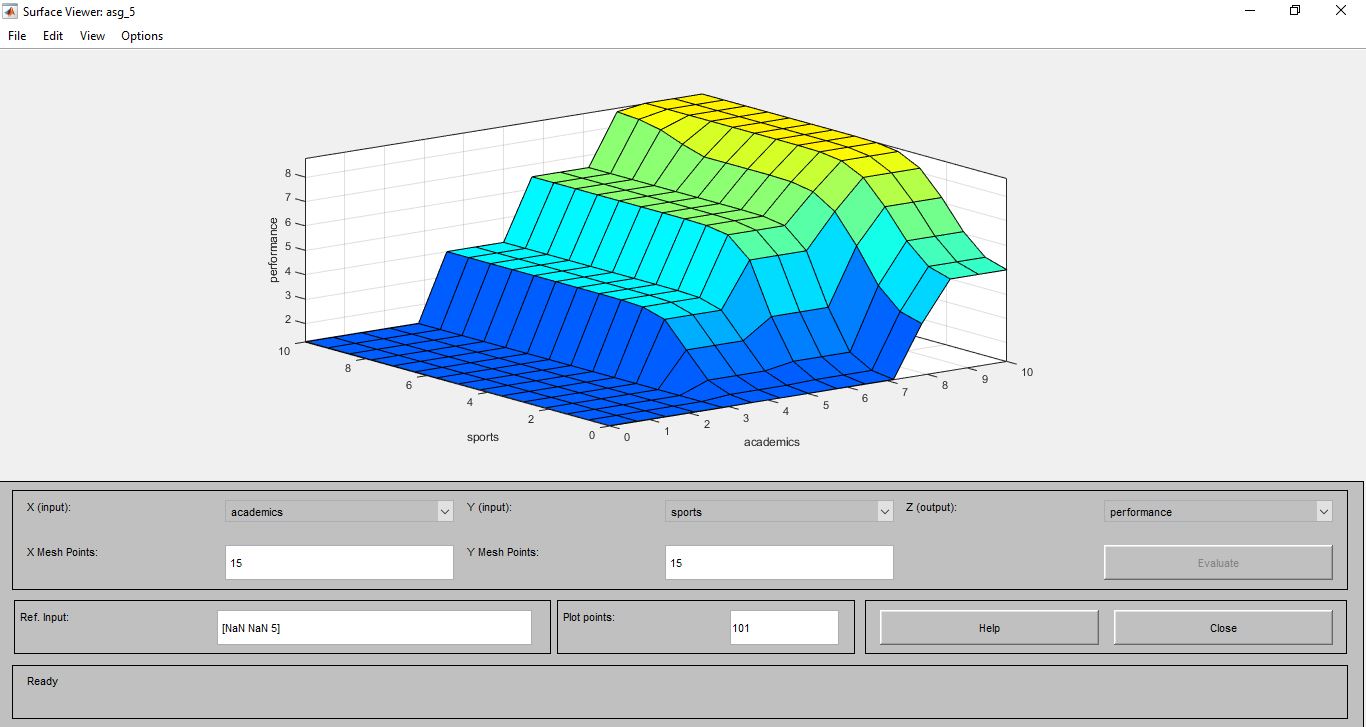 Surface Viewer: asg_5
File Edit View Options
performance
8
7
6
5
4
3
2
10
8
6
4
2
0
sports
0
1
2
3
4
5
6
7
8
9
10
academics
X (input): academics Y (input): sports Z (output): performance
X Mesh Points: 15 Y Mesh Points: 15 Evaluate
Ref. Input: [NaN NaN 5] Plot points: 101 Help Close
Ready